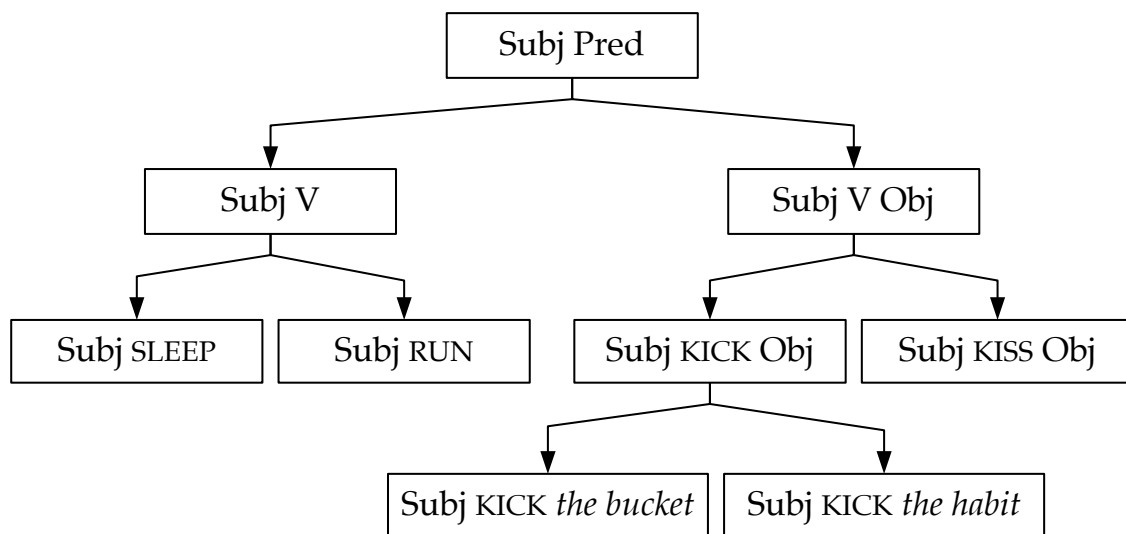 Subj Pred
Subj V
Subj V Obj
Subj SLEEP
Subj RUN
Subj KICK Obj
Subj KISS Obj
Subj KICK the bucket
Subj KICK the habit